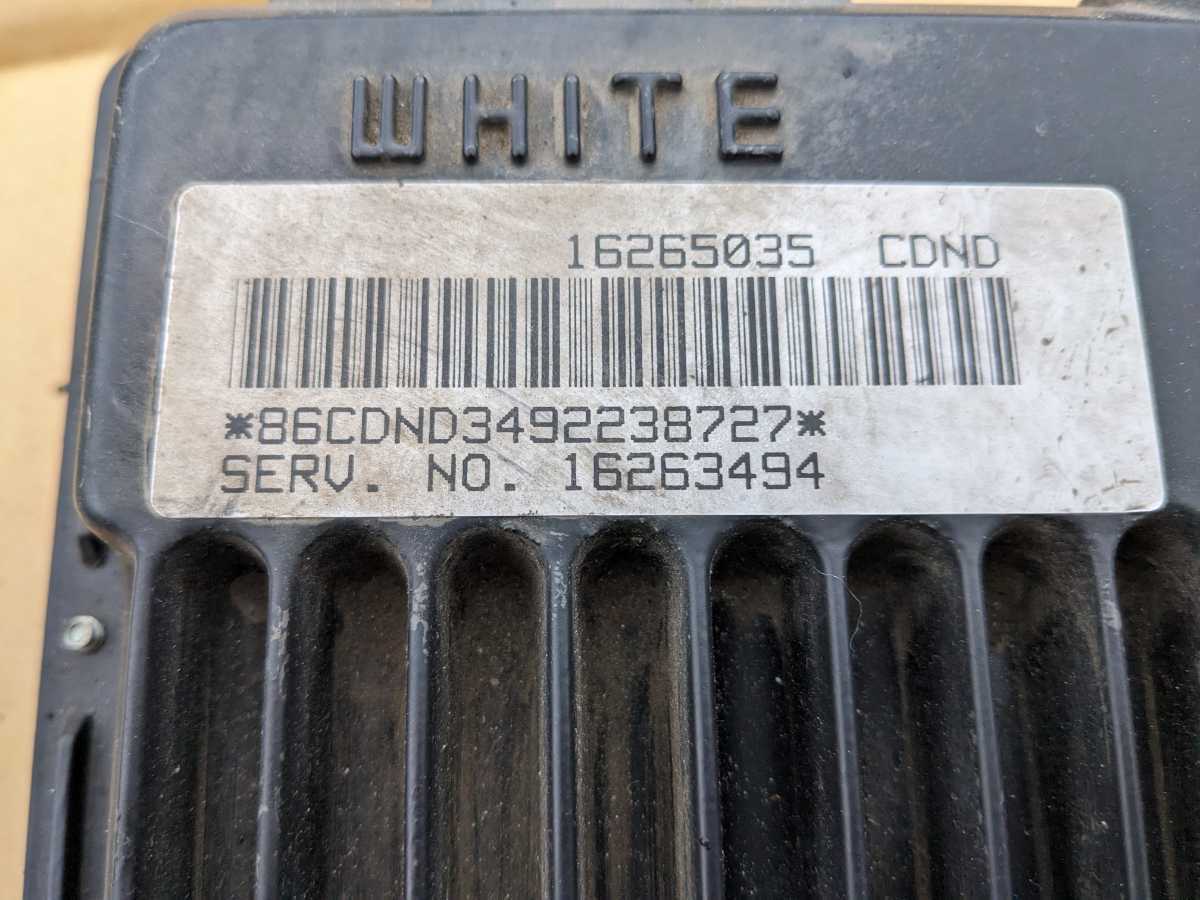 WHITE
16265035 CDND
*86CDND3492238727*
SERV. NO. 16263494